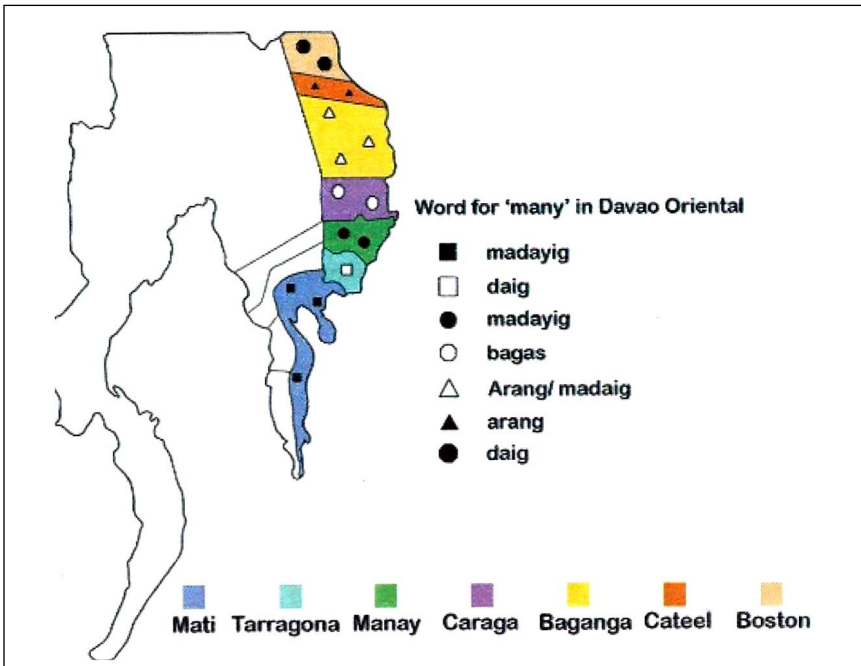 Word for 'many' in Davao Oriental
madayig
daig
madayig
bagas
Arang/ madaig
arang
daig
Mati Tarragona Manay Caraga Baganga Cateel Boston